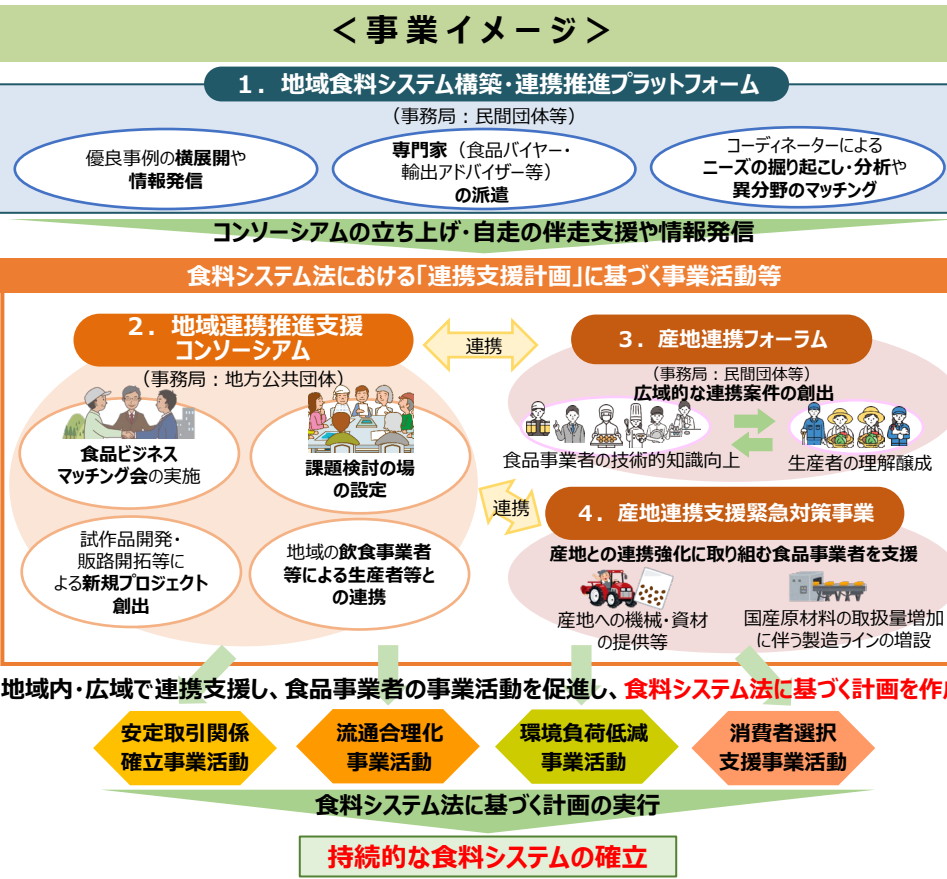 ＜事業イメージ＞
１．地域食料システム構築・連携推進プラットフォーム
（事務局：民間団体等）
優良事例の横展開や
情報発信
専門家（食品バイヤー・
輸出アドバイザー等）
の派遣
コーディネーターによる
ニーズの掘り起こし・分析や
異分野のマッチング
コンソーシアムの立ち上げ・自走の伴走支援や情報発信
食料システム法における「連携支援計画」に基づく事業活動等
２．地域連携推進支援
コンソーシアム
（事務局：地方公共団体）
食品ビジネス
マッチング会の実施
課題検討の場
の設定
試作品開発・
販路開拓等に
よる新規プロジェクト
創出
地域の飲食事業者
等による生産者等と
の連携
連携
連携
３．産地連携フォーラム
（事務局：民間団体等）
広域的な連携案件の創出
食品事業者の技術的知識向上
生産者の理解醸成
４．産地連携支援緊急対策事業
産地との連携強化に取り組む食品事業者を支援
産地への機械・資材
の提供等
国産原材料の取扱量増加
に伴う製造ラインの増設
地域内・広域で連携支援し、食品事業者の事業活動を促進し、食料システム法に基づく計画を作
安定取引関係
確立事業活動
流通合理化
事業活動
環境負荷低減
事業活動
消費者選択
支援事業活動
食料システム法に基づく計画の実行
持続的な食料システムの確立